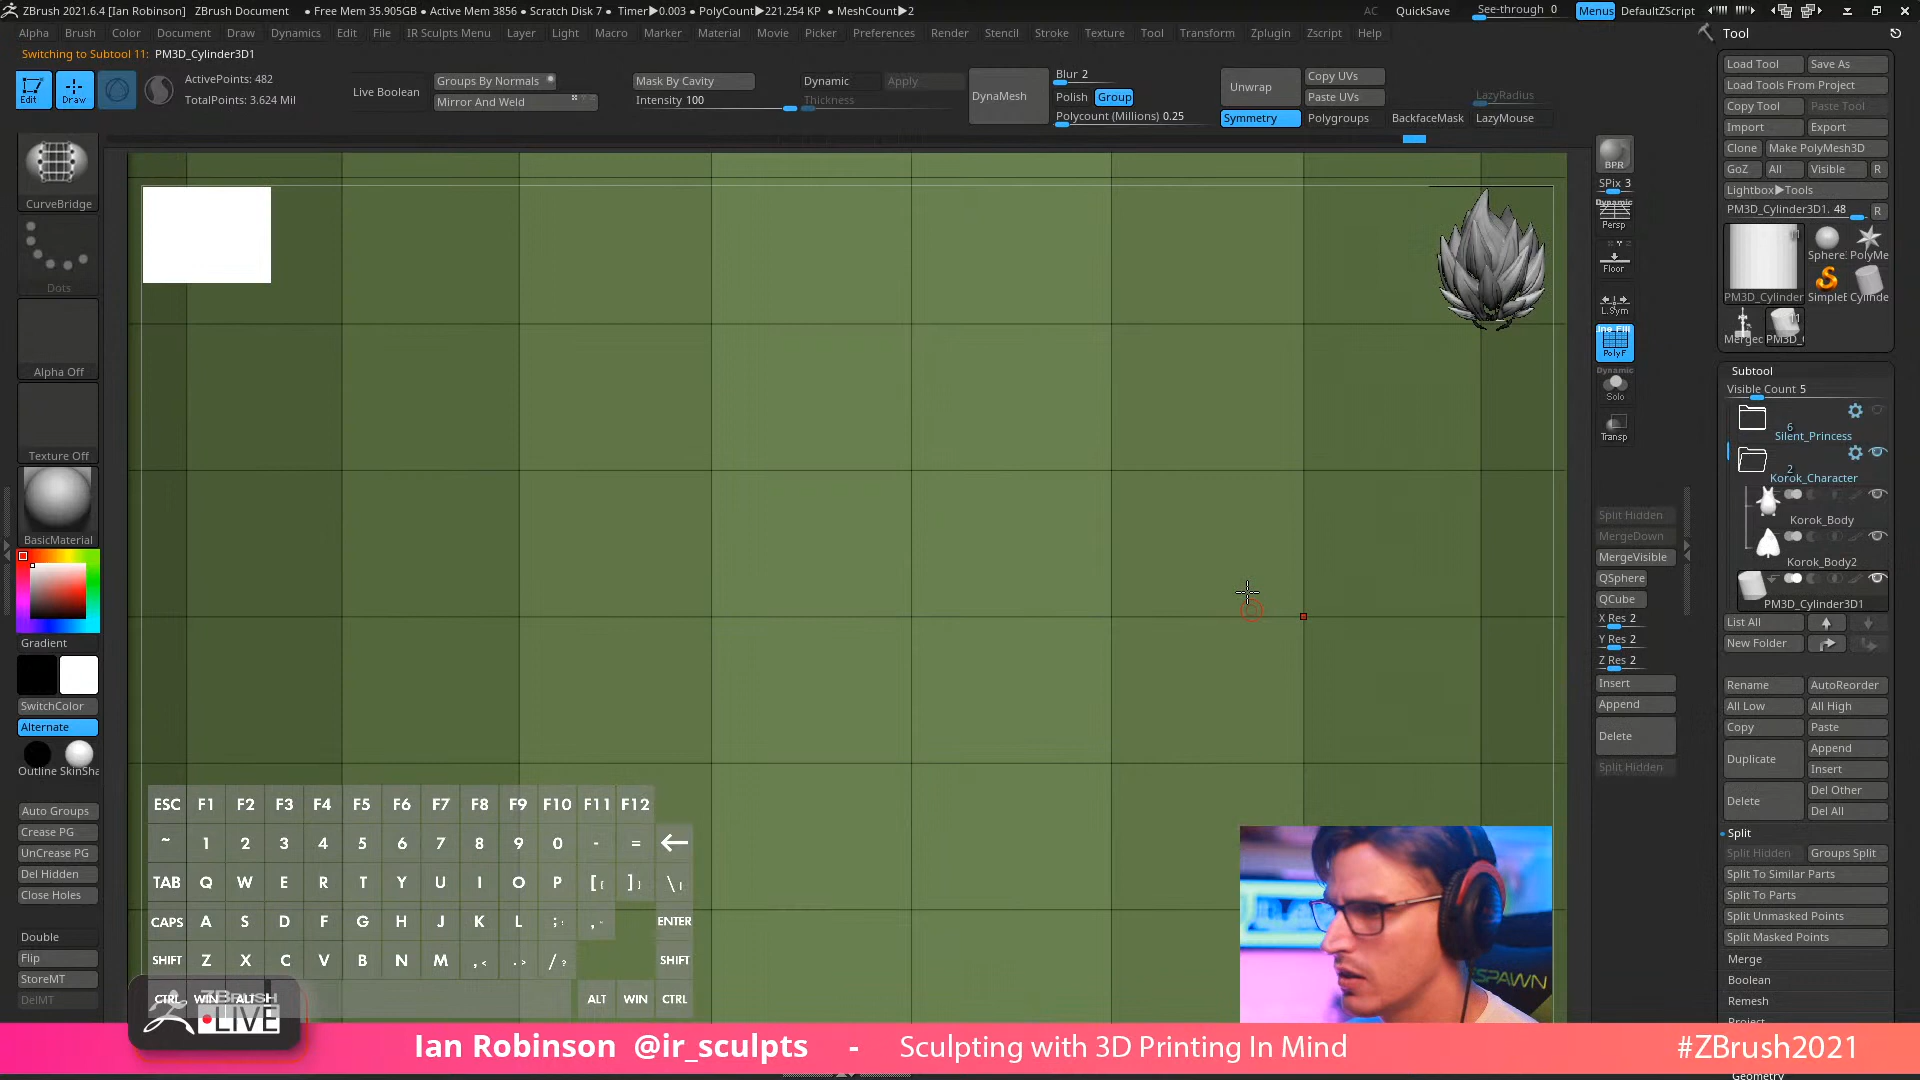 ZBrush 2021.6.4 [Ian Robinson] ZBrush Document • Free Mem 35.905GB • Active Mem 3856 • Scratch Disk 7 • Timer▶0.003 • PolyCount▶221.254 KP • MeshCount▶2 AC QuickSave See-through 0 Menus DefaultZScript
Alpha Brush Color Document Draw Dynamics Edit File IR Sculpts Menu Layer Light Macro Marker Material Movie Picker Preferences Render Stencil Stroke Texture Tool Transform Zplugin Zscript Help
Switching to Subtool 11: PM3D_Cylinder3D1
Edit Draw
ActivePoints: 482
TotalPoints: 3.624 Mil
Live Boolean
Groups By Normals
Mirror And Weld
Mask By Cavity
Intensity 100
Dynamic Apply
Thickness
DynaMesh
Blur 2
Polish Group
Polycount (Millions) 0.25
Unwrap
Copy UVs
Paste UVs
Symmetry Polygroups BackfaceMask
LazyRadius
LazyMouse
CurveBridge
Dots
Alpha Off
Texture Off
BasicMaterial
Gradient
SwitchColor
Alternate
Outline SkinSha
Auto Groups
Crease PG
UnCrease PG
Del Hidden
Close Holes
Double
Flip
StoreMT
DelMT
ESC F1 F2 F3 F4 F5 F6 F7 F8 F9 F10 F11 F12
~ 1 2 3 4 5 6 7 8 9 0 - =
TAB Q W E R T Y U I O P [ ] \
CAPS A S D F G H J K L ; ENTER
SHIFT Z X C V B N M , < . > / ? SHIFT
CTRL WIN ALT ALT WIN CTRL
ZBRUSH
LIVE
SPAWN
BPR
SPix 3
Dynamic
Persp
Floor
L.Sym
Line Fill
PolyF
Dynamic
Solo
Transp
Split Hidden
MergeDown
MergeVisible
QSphere
QCube
X Res 2
Y Res 2
Z Res 2
Insert
Append
Delete
Split Hidden
Tool
Load Tool Save As
Load Tools From Project
Copy Tool Paste Tool
Import Export
Clone Make PolyMesh3D
GoZ All Visible R
Lightbox▶Tools
PM3D_Cylinder3D1. 48 R
11
PM3D_Cylinder
Sphere PolyMe
SimpleB Cylinde
Mergec PM3D_C
11
Subtool
Visible Count 5
6
Silent_Princess
2
Korok_Character
Korok_Body
Korok_Body2
PM3D_Cylinder3D1
List All
New Folder
Rename AutoReorder
All Low All High
Copy Paste
Duplicate Append
Insert
Delete Del Other
Del All
Split
Split Hidden Groups Split
Split To Similar Parts
Split To Parts
Split Unmasked Points
Split Masked Points
Merge
Boolean
Remesh
Project
Geometry
Ian Robinson @ir_sculpts - Sculpting with 3D Printing In Mind #ZBrush2021